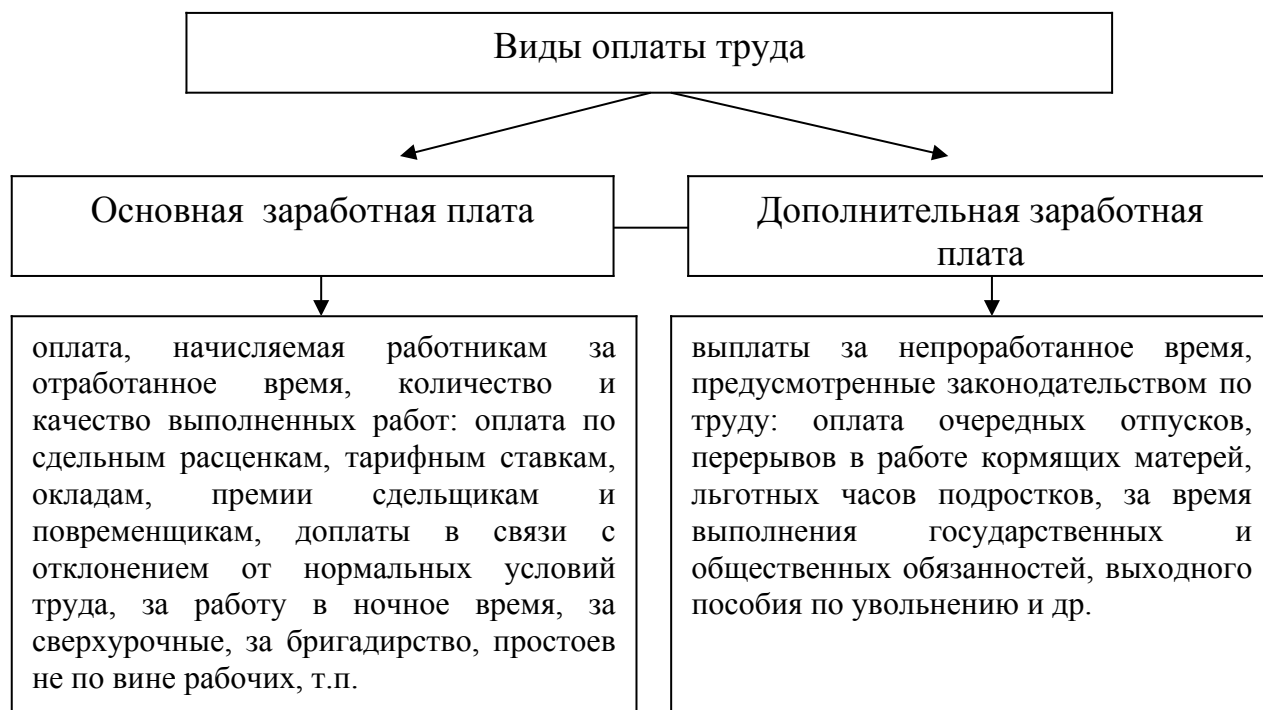 Виды оплаты труда
Основная заработная плата
Дополнительная заработная
плата
оплата, начисляемая работникам за
отработанное время, количество и
качество выполненных работ: оплата по
сдельным расценкам, тарифным ставкам,
окладам, премии сдельщикам и
повременщикам, доплаты в связи с
отклонением от нормальных условий
труда, за работу в ночное время, за
сверхурочные, за бригадирство, простоев
не по вине рабочих, т.п.
выплаты за непроработанное время,
предусмотренные законодательством по
труду: оплата очередных отпусков,
перерывов в работе кормящих матерей,
льготных часов подростков, за время
выполнения государственных и
общественных обязанностей, выходного
пособия по увольнению и др.